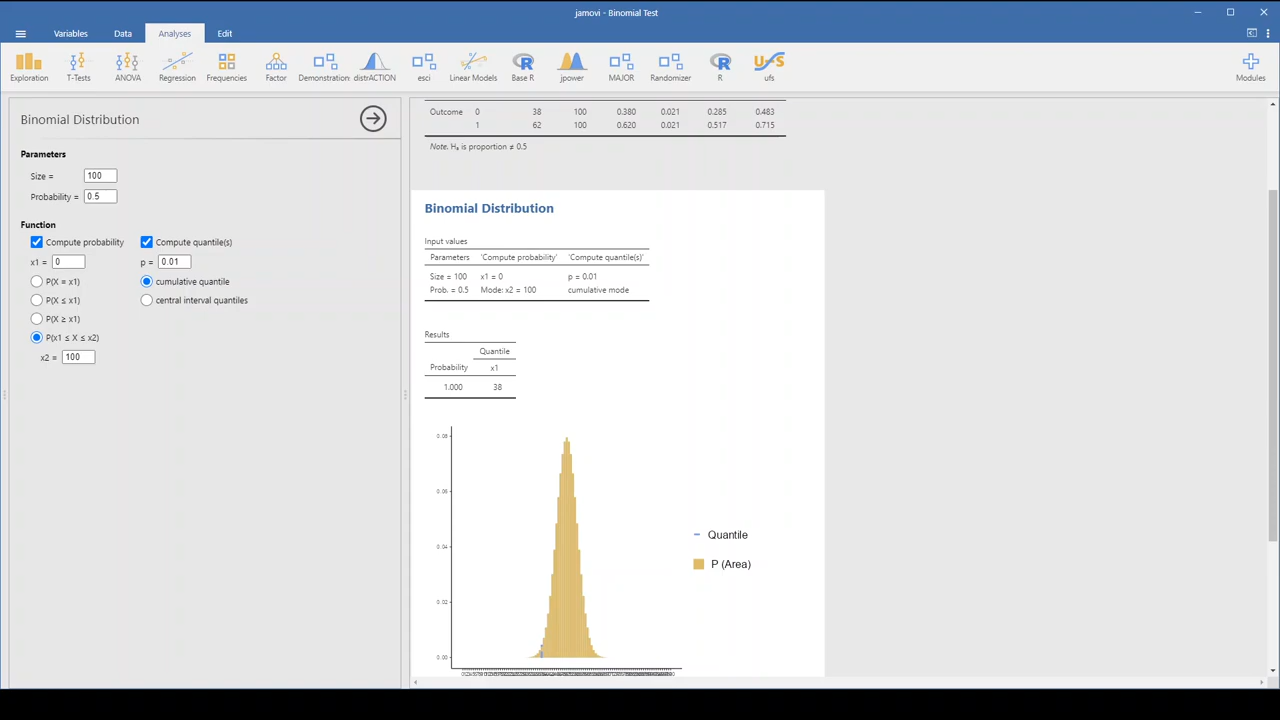 jamovi - Binomial Test
Variables Data Analyses Edit
Exploration T-Tests ANOVA Regression Frequencies Factor Demonstrations distrACTION esci Linear Models Base R jpower MAJOR Randomizer R ufs Modules
Binomial Distribution
Parameters
Size = 100
Probability = 0.5
Function
Compute probability Compute quantile(s)
x1 = 0 p = 0.01
P(X = x1) cumulative quantile
P(X ≤ x1) central interval quantiles
P(X ≥ x1)
P(x1 ≤ X ≤ x2)
x2 = 100
Outcome 0 38 100 0.380 0.021 0.285 0.483
1 62 100 0.620 0.021 0.517 0.715
Note. Hₐ is proportion ≠ 0.5
Binomial Distribution
Input values
Parameters 'Compute probability' 'Compute quantile(s)'
Size = 100 x1 = 0 p = 0.01
Prob. = 0.5 Mode: x2 = 100 cumulative mode
Results
Quantile
Probability x1
1.000 38
0.08
0.06
0.04
0.02
0.00
Quantile
P (Area)